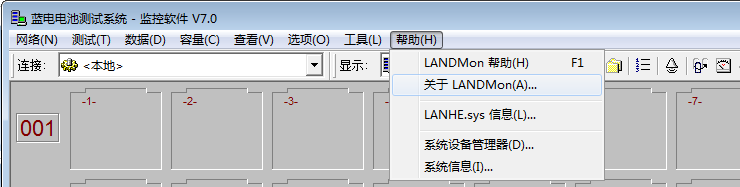 蓝电电池测试系统 - 监控软件 V7.0
网络(N) 测试(T) 数据(D) 容量(C) 查看(V) 选项(O) 工具(L) 帮助(H)
连接: <本地> 显示:
LANDMon 帮助(H) F1
关于 LANDMon(A)...
LANHE.sys 信息(L)...
系统设备管理器(D)...
系统信息(I)...
001 -1- -2- -3- -7-